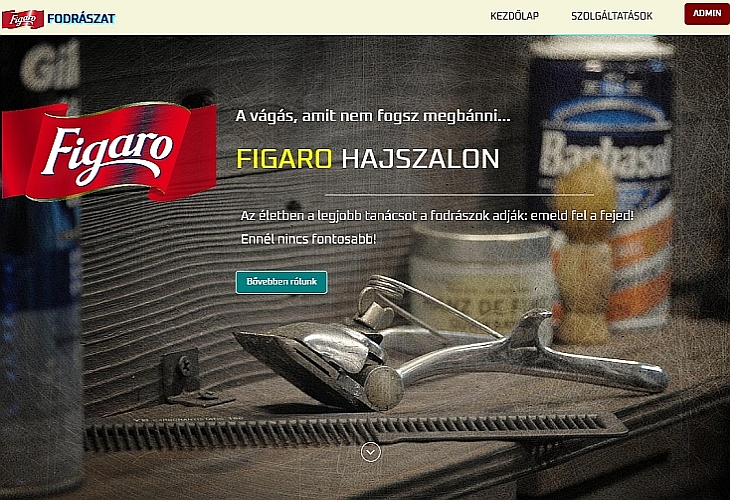 Figaro FODRÁSZAT
KEZDŐLAP
SZOLGÁLTATÁSOK
ADMIN
Gil
Figaro
A vágás, amit nem fogsz megbánni...
FIGARO HAJSZALON
Barbasol
Az életben a legjobb tanácsot a fodrászok adják: emeld fel a fejed!
Ennél nincs fontosabb!
Bővebben rólunk